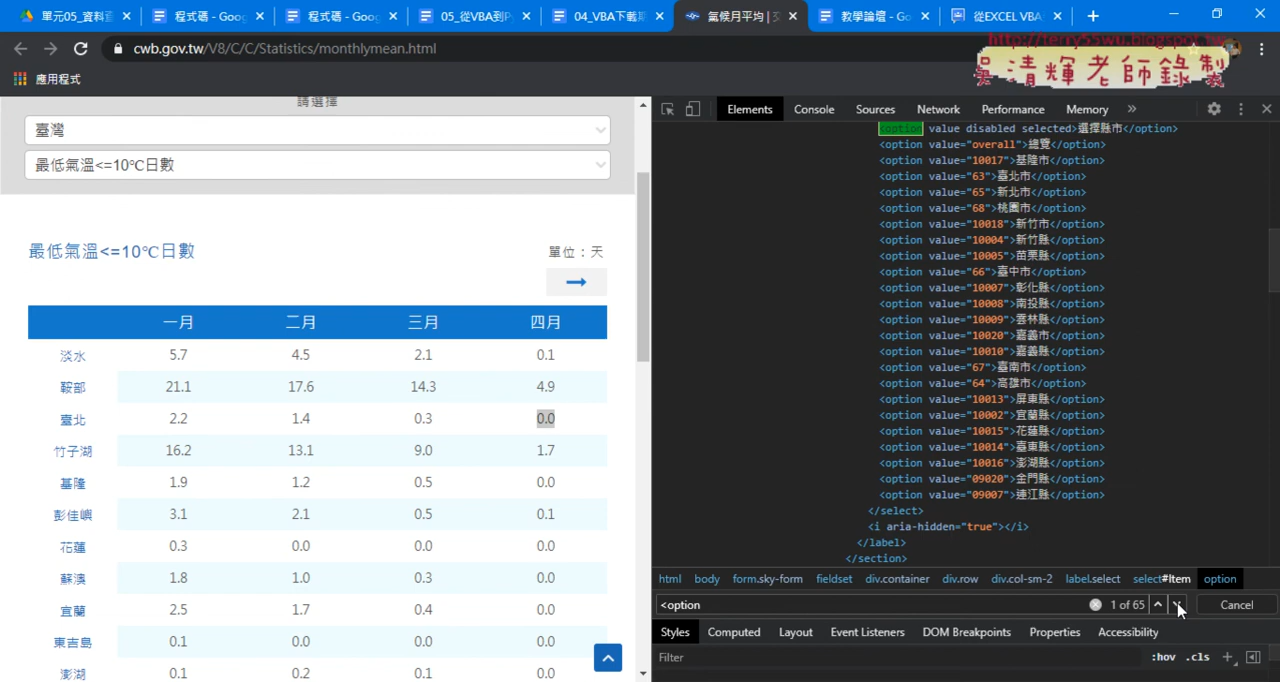 單元05_資料
程式碼 - Goog
程式碼 - Goog
05_從VBA到P
04_VBA下載期
氣候月平均 |
教學論壇 - Go
從EXCEL VBA
cwb.gov.tw/V8/C/C/Statistics/monthlymean.html
http://terry55wu.blogspot.tw
吳清輝老師錄製
應用程式
請選擇
臺灣
最低氣溫<=10℃日數
最低氣溫<=10℃日數
單位：天
一月 二月 三月 四月
淡水 5.7 4.5 2.1 0.1
鞍部 21.1 17.6 14.3 4.9
臺北 2.2 1.4 0.3 0.0
竹子湖 16.2 13.1 9.0 1.7
基隆 1.9 1.2 0.5 0.0
彭佳嶼 3.1 2.1 0.5 0.1
花蓮 0.3 0.0 0.0 0.0
蘇澳 1.8 1.0 0.3 0.0
宜蘭 2.5 1.7 0.4 0.0
東吉島 0.1 0.0 0.0 0.0
澎湖 0.1 0.2 0.1 0.0
Elements Console Sources Network Performance Memory »
<option value disabled selected>選擇縣市</option>
<option value="overall">總覽</option>
<option value="10017">基隆市</option>
<option value="63">臺北市</option>
<option value="65">新北市</option>
<option value="68">桃園市</option>
<option value="10018">新竹市</option>
<option value="10004">新竹縣</option>
<option value="10005">苗栗縣</option>
<option value="66">臺中市</option>
<option value="10007">彰化縣</option>
<option value="10008">南投縣</option>
<option value="10009">雲林縣</option>
<option value="10020">嘉義市</option>
<option value="10010">嘉義縣</option>
<option value="67">臺南市</option>
<option value="64">高雄市</option>
<option value="10013">屏東縣</option>
<option value="10002">宜蘭縣</option>
<option value="10015">花蓮縣</option>
<option value="10014">臺東縣</option>
<option value="10016">澎湖縣</option>
<option value="09020">金門縣</option>
<option value="09007">連江縣</option>
</select>
<i aria-hidden="true"></i>
</label>
</section>
html body form.sky-form fieldset div.container div.row div.col-sm-2 label.select select#Item option
<option 1 of 65 Cancel
Styles Computed Layout Event Listeners DOM Breakpoints Properties Accessibility
Filter :hov .cls +